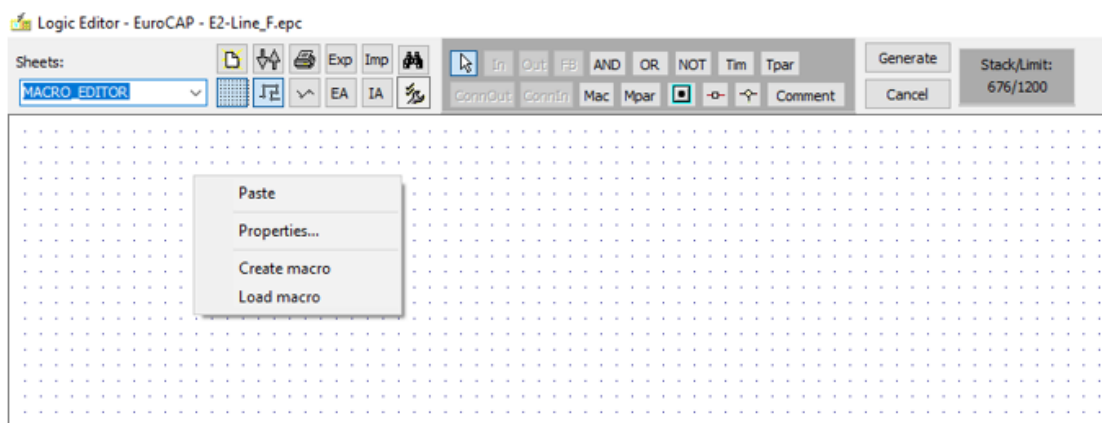 Logic Editor - EuroCAP - E2-Line_F.epc
Sheets:
MACRO_EDITOR
Exp Imp
EA IA
In Out FB AND OR NOT Tim Tpar
ConnOut ConnIn Mac Mpar Comment
Generate
Cancel
Stack/Limit:
676/1200
Paste
Properties...
Create macro
Load macro